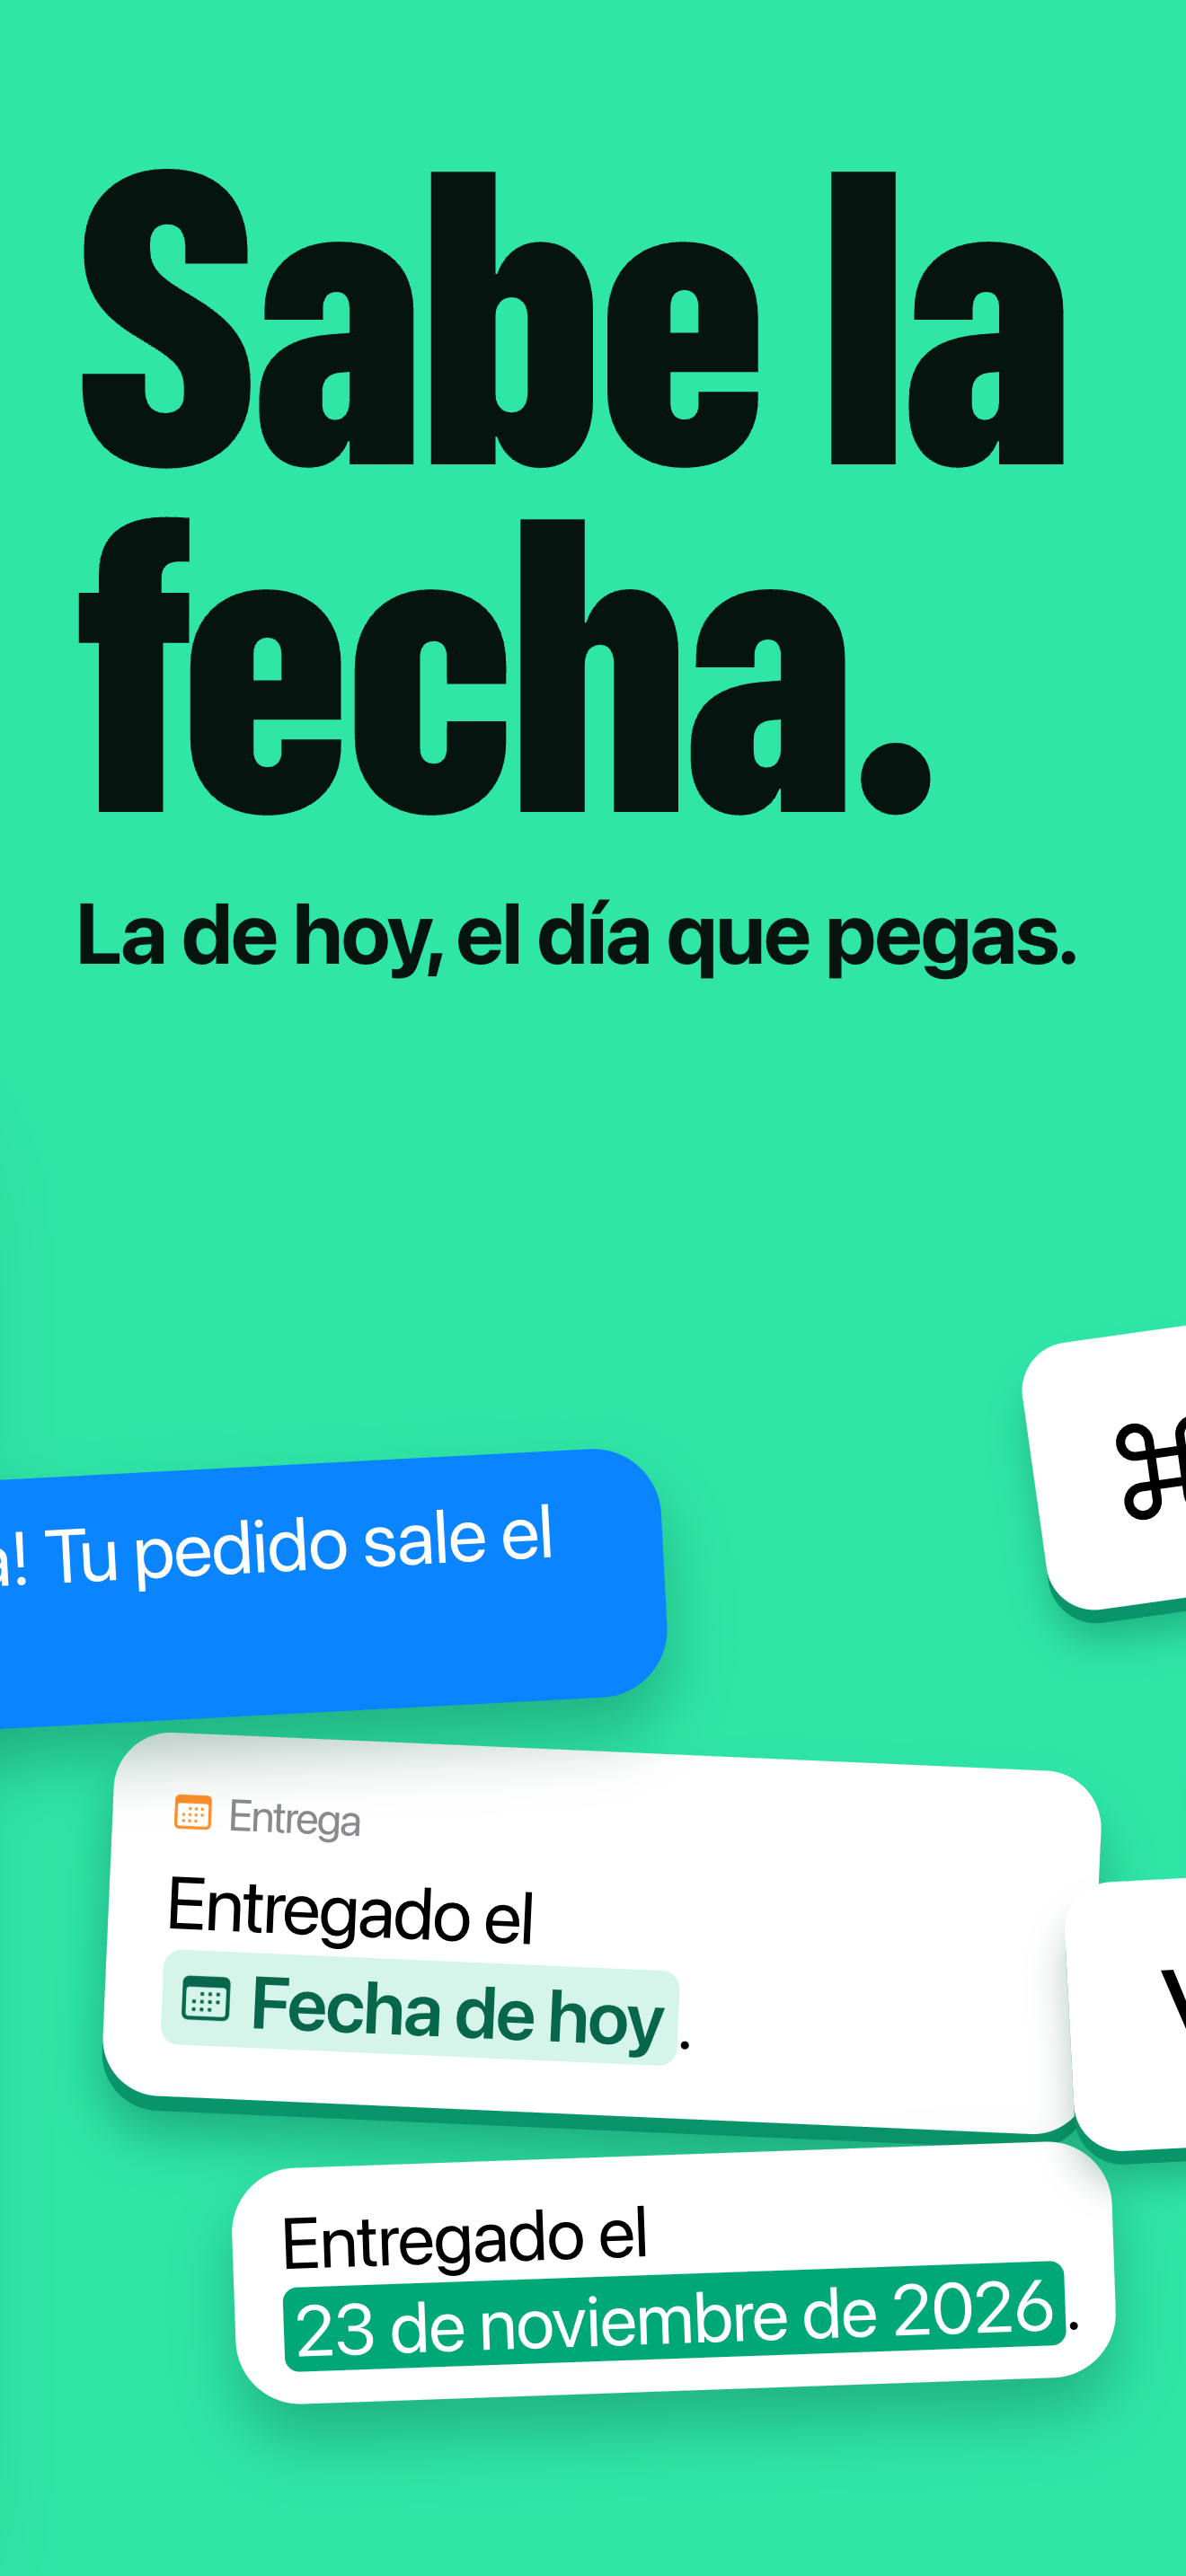 Sabe la
fecha.
La de hoy, el día que pegas.
⌘
a! Tu pedido sale el
Entrega
Entregado el
Fecha de hoy.
Entregado el
23 de noviembre de 2026.